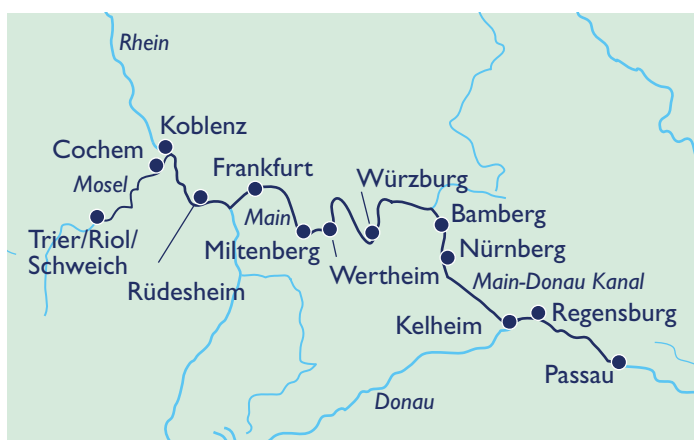 Rhein
Koblenz
Cochem
Frankfurt
Würzburg
Mosel
Main
Bamberg
Trier/Riol/
Schweich
Miltenberg
Nürnberg
Wertheim
Rüdesheim
Main-Donau Kanal
Regensburg
Kelheim
Passau
Donau